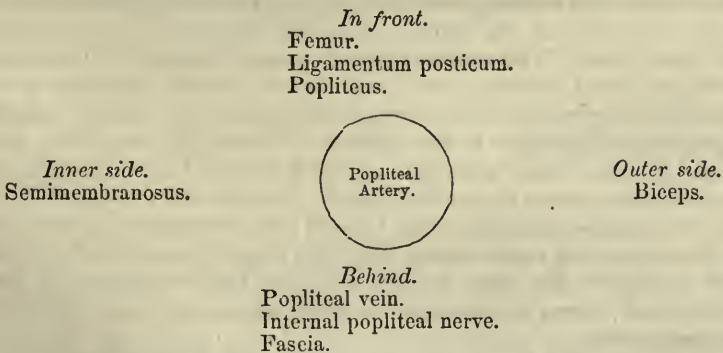 In front.
Femur.
Ligamentum posticum.
Popliteus.
Inner side.
Semimembranosus.
Popliteal
Artery.
Outer side.
Biceps.
Behind.
Popliteal vein.
Internal popliteal nerve.
Fascia.